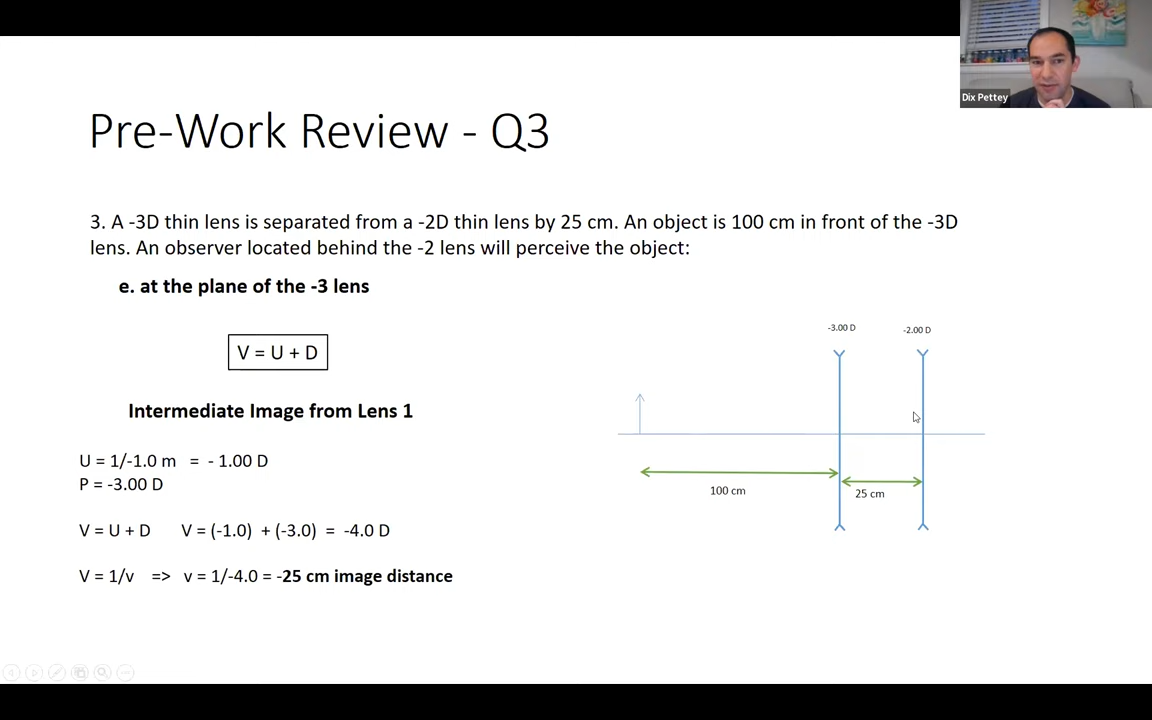 Dix Pettey
Pre-Work Review - Q3
3. A -3D thin lens is separated from a -2D thin lens by 25 cm. An object is 100 cm in front of the -3D
lens. An observer located behind the -2 lens will perceive the object:
e. at the plane of the -3 lens
V = U + D
Intermediate Image from Lens 1
U = 1/-1.0 m = - 1.00 D
P = -3.00 D
V = U + D V = (-1.0) + (-3.0) = -4.0 D
V = 1/v => v = 1/-4.0 = -25 cm image distance
-3.00 D
-2.00 D
100 cm
25 cm